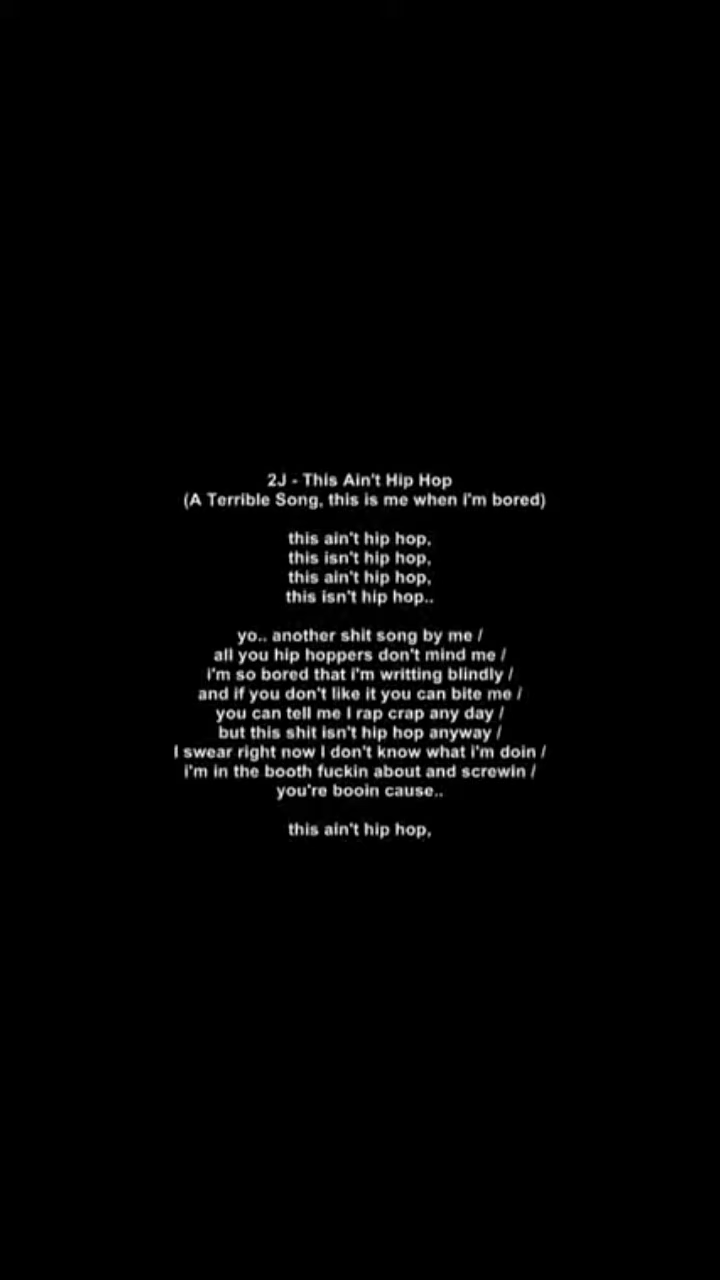 2J - This Ain't Hip Hop
(A Terrible Song, this is me when i'm bored)
this ain't hip hop,
this isn't hip hop,
this ain't hip hop,
this isn't hip hop..
yo.. another shit song by me /
all you hip hoppers don't mind me /
i'm so bored that i'm writting blindly /
and if you don't like it you can bite me /
you can tell me I rap crap any day /
but this shit isn't hip hop anyway /
I swear right now I don't know what i'm doin /
i'm in the booth fuckin about and screwin /
you're booin cause..
this ain't hip hop,